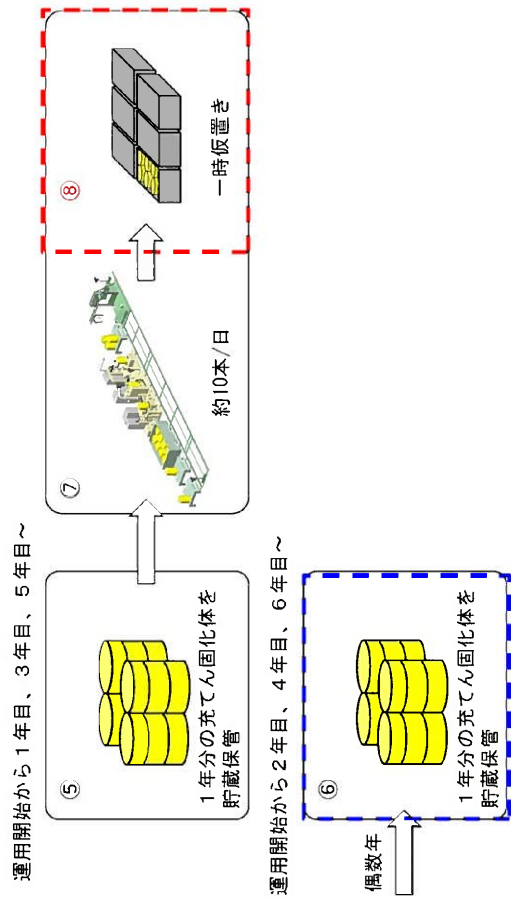 運用開始から1年目、3年目、5年目～
⑤
1年分の充てん固化体を
貯蔵保管
⑦
約10本/日
⑧
一時仮置き
運用開始から2年目、4年目、6年目～
偶数年
⑥
1年分の充てん固化体を
貯蔵保管